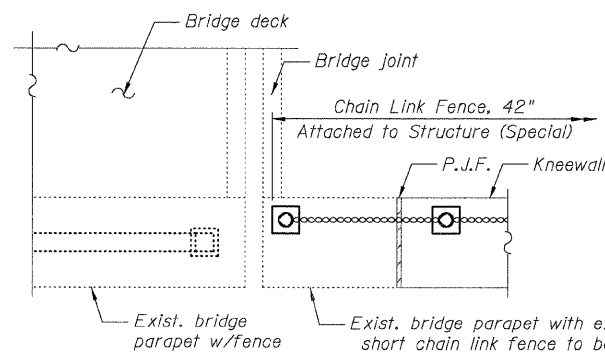 Bridge deck
Bridge joint
Chain Link Fence, 42"
Attached to Structure (Special)
P.J.F.
Kneewall
Exist. bridge
parapet w/fence
Exist. bridge parapet with
short chain link fence to